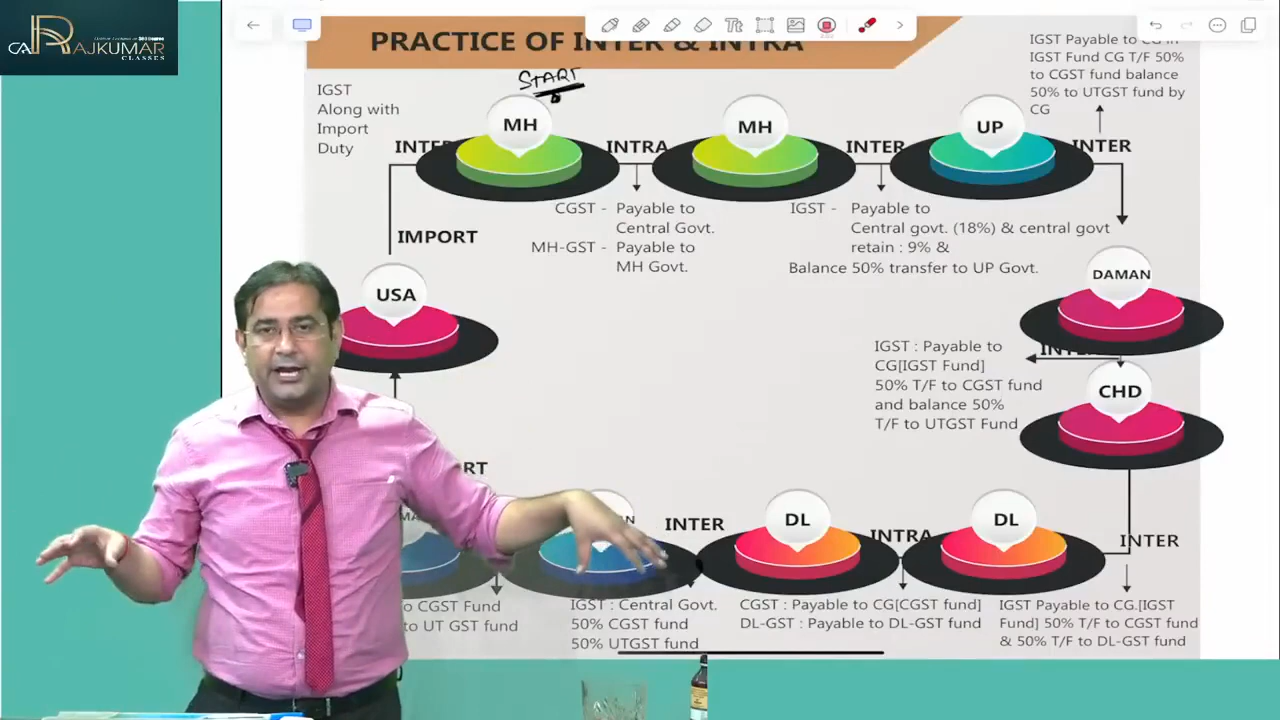 CA RAJKUMAR
CLASSES
PRACTICE OF INTER & INTRA
START
IGST
Along with
Import
Duty
INTER
MH
INTRA
MH
INTER
UP
INTER
IGST Payable to CG in
IGST Fund CG T/F 50%
to CGST fund balance
50% to UTGST fund by
CG
CGST - Payable to
Central Govt.
MH-GST - Payable to
MH Govt.
IGST - Payable to
Central govt. (18%) & central govt
retain : 9% &
Balance 50% transfer to UP Govt.
IMPORT
USA
DAMAN
INTER
IGST : Payable to
CG[IGST Fund]
50% T/F to CGST fund
and balance 50%
T/F to UTGST Fund
CHD
INTER
DL
INTRA
DL
INTER
IGST Payable to CG.[IGST
Fund] 50% T/F to CGST fund
& 50% T/F to DL-GST fund
CGST : Payable to CG[CGST fund]
DL-GST : Payable to DL-GST fund
IGST : Central Govt.
50% CGST fund
50% UTGST fund
to CGST Fund
to UT GST fund